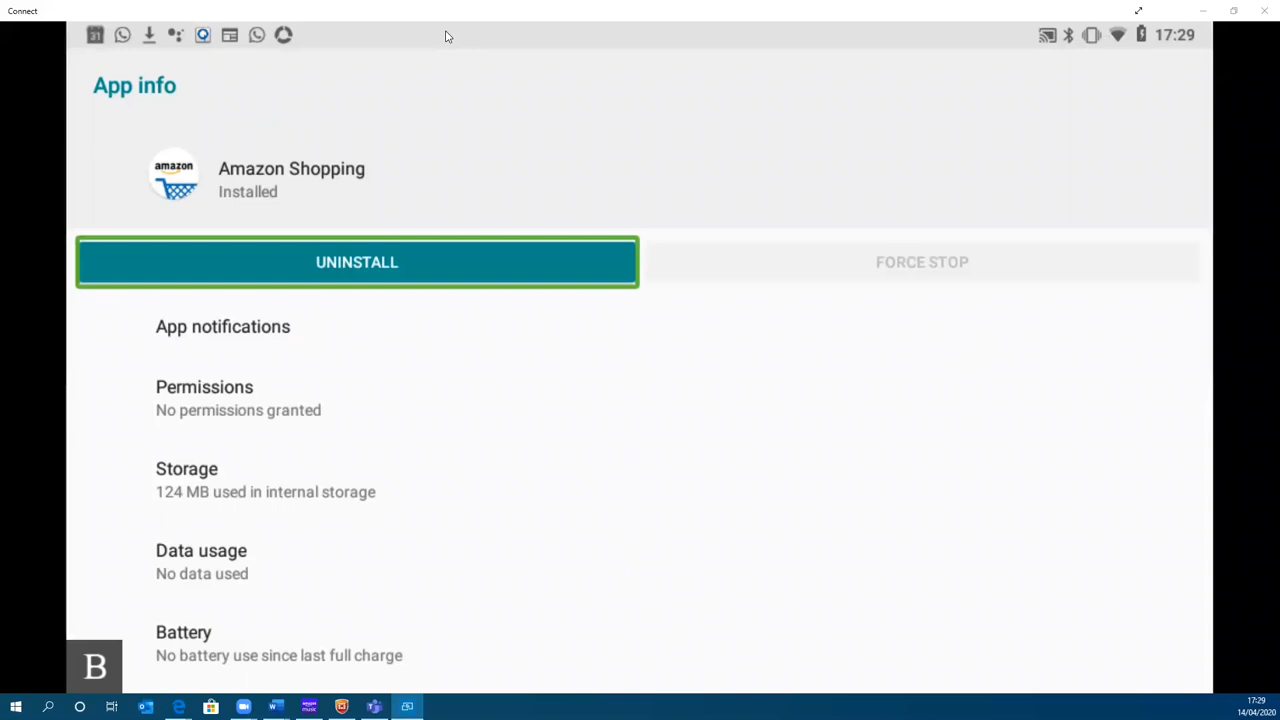 Connect
31
17:29
App info
amazon
Amazon Shopping
Installed
UNINSTALL
FORCE STOP
App notifications
Permissions
No permissions granted
Storage
124 MB used in internal storage
Data usage
No data used
Battery
No battery use since last full charge
B
17:29
14/04/2020